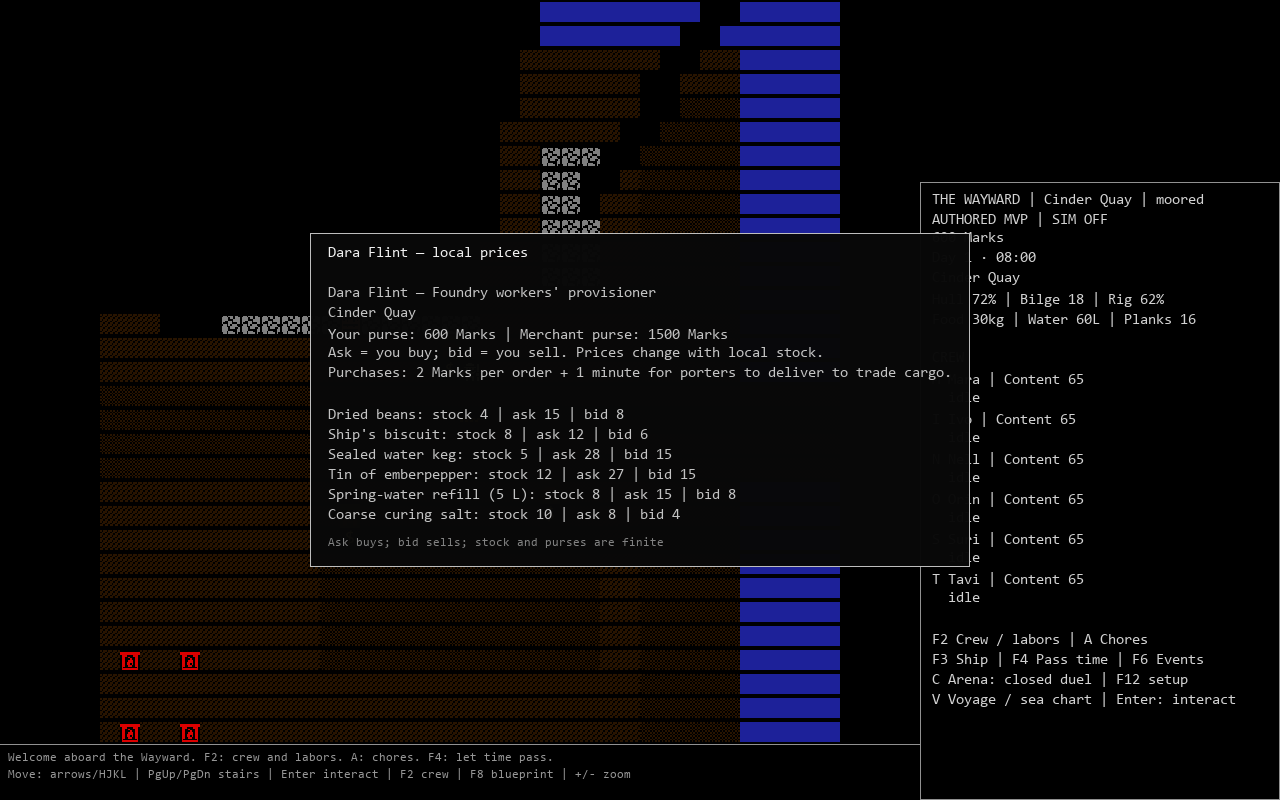 THE WAYWARD | Cinder Quay | moored
AUTHORED MVP | SIM OFF
Marks
· 08:00
Quay
72% | Bilge 18 | Rig 62%
30kg | Water 60L | Planks 16
| Content 65
| Content 65
| Content 65
| Content 65
| Content 65
T Tavi | Content 65
idle
F2 Crew / labors | A Chores
F3 Ship | F4 Pass time | F6 Events
C Arena: closed duel | F12 setup
V Voyage / sea chart | Enter: interact
Dara Flint — local prices
Dara Flint — Foundry workers' provisioner
Cinder Quay
Your purse: 600 Marks | Merchant purse: 1500 Marks
Ask = you buy; bid = you sell. Prices change with local stock.
Purchases: 2 Marks per order + 1 minute for porters to deliver to trade cargo.
Dried beans: stock 4 | ask 15 | bid 8
Ship's biscuit: stock 8 | ask 12 | bid 6
Sealed water keg: stock 5 | ask 28 | bid 15
Tin of emberpepper: stock 12 | ask 27 | bid 15
Spring-water refill (5 L): stock 8 | ask 15 | bid 8
Coarse curing salt: stock 10 | ask 8 | bid 4
Ask buys; bid sells; stock and purses are finite
Welcome aboard the Wayward. F2: crew and labors. A: chores. F4: let time pass.
Move: arrows/HJKL | PgUp/PgDn stairs | Enter interact | F2 crew | F8 blueprint | +/- zoom